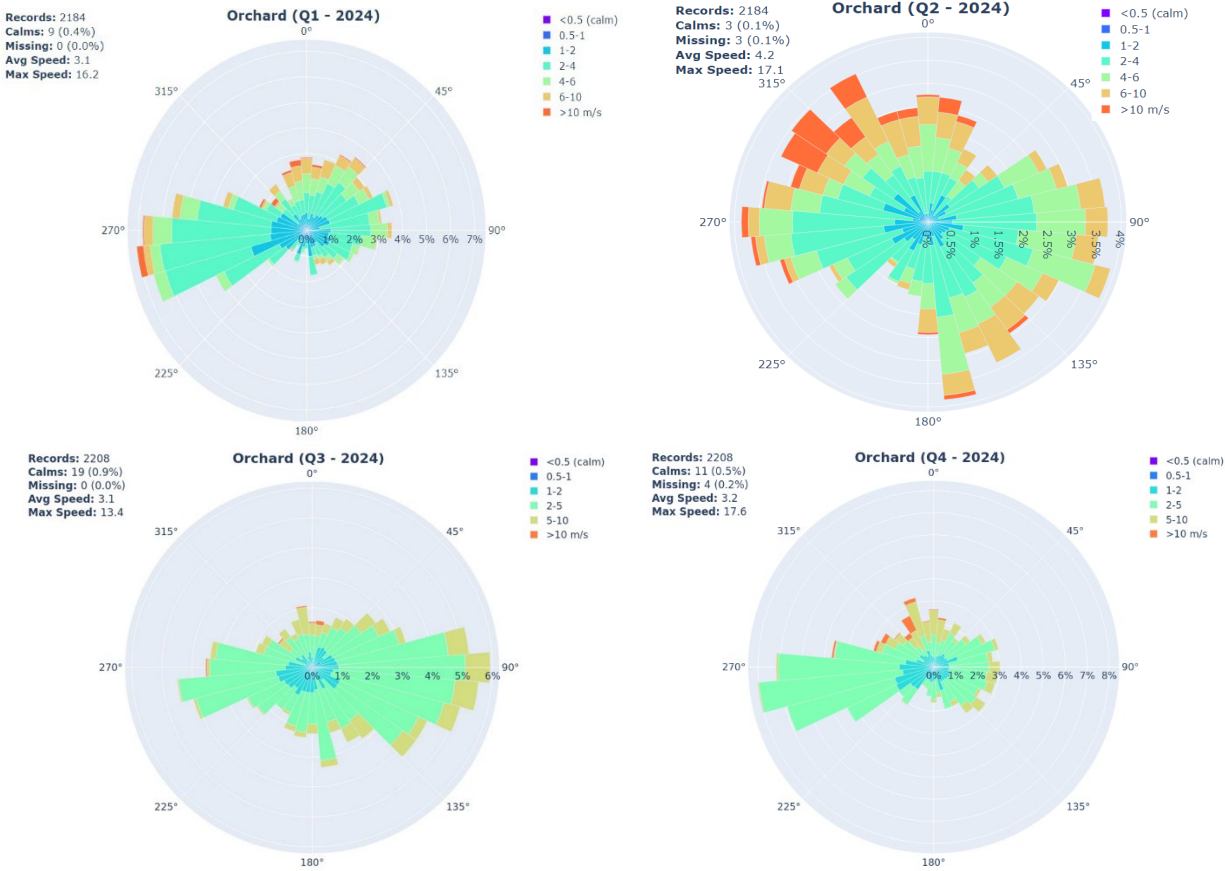 Orchard (Q1 - 2024)
Records: 2184
Calms: 9 (0.4%)
Missing: 0 (0.0%)
Avg Speed: 3.1
Max Speed: 16.2
0°
45°
90°
135°
180°
225°
270°
315°
0% 1% 2% 3% 4% 5% 6% 7%
<0.5 (calm)
0.5-1
1-2
2-4
4-6
6-10
>10 m/s
Orchard (Q2 - 2024)
Records: 2184
Calms: 3 (0.1%)
Missing: 3 (0.1%)
Avg Speed: 4.2
Max Speed: 17.1
0°
45°
90°
135°
180°
225°
270°
315°
0% 0.5% 1% 1.5% 2% 2.5% 3% 3.5% 4%
<0.5 (calm)
0.5-1
1-2
2-4
4-6
6-10
>10 m/s
Orchard (Q3 - 2024)
Records: 2208
Calms: 19 (0.9%)
Missing: 0 (0.0%)
Avg Speed: 3.1
Max Speed: 13.4
0°
45°
90°
135°
180°
225°
270°
315°
0% 1% 2% 3% 4% 5% 6%
<0.5 (calm)
0.5-1
1-2
2-5
5-10
>10 m/s
Orchard (Q4 - 2024)
Records: 2208
Calms: 11 (0.5%)
Missing: 4 (0.2%)
Avg Speed: 3.2
Max Speed: 17.6
0°
45°
90°
135°
180°
225°
270°
315°
0% 1% 2% 3% 4% 5% 6% 7% 8%
<0.5 (calm)
0.5-1
1-2
2-5
5-10
>10 m/s